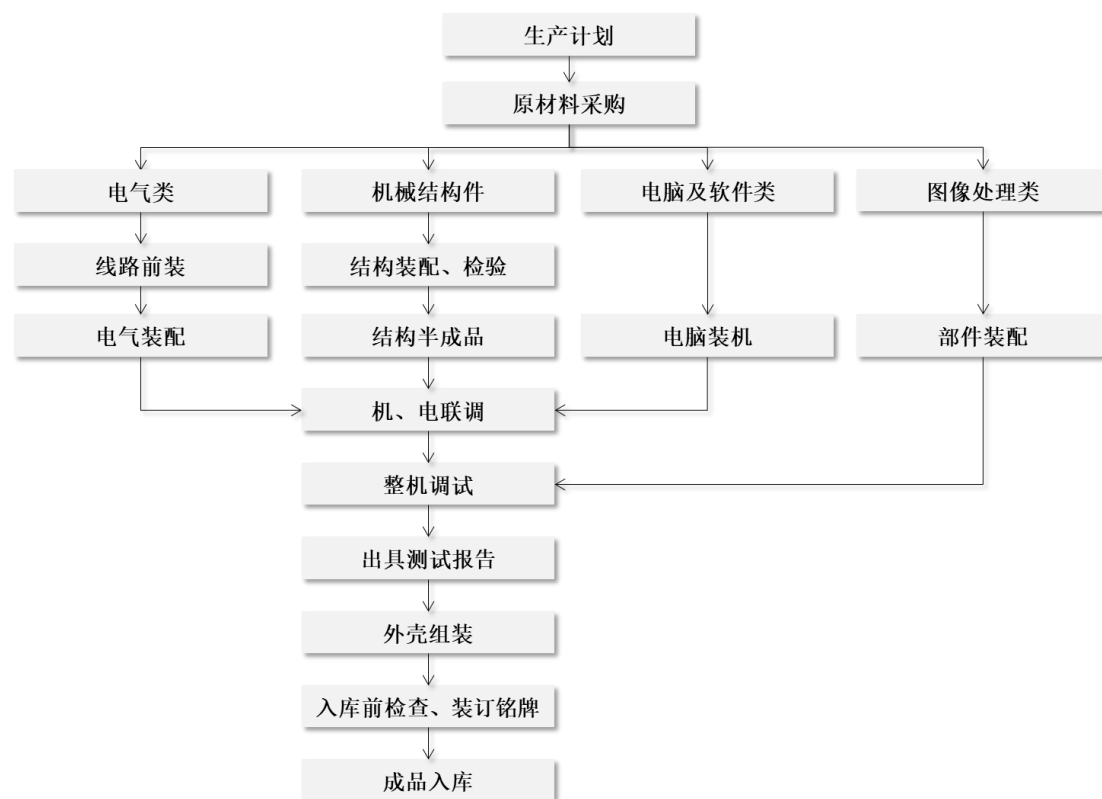 生产计划
原材料采购
电气类
机械结构件
电脑及软件类
图像处理类
线路前装
结构装配、检验
电气装配
结构半成品
电脑装机
部件装配
机、电联调
整机调试
出具测试报告
外壳组装
入库前检查、装订铭牌
成品入库